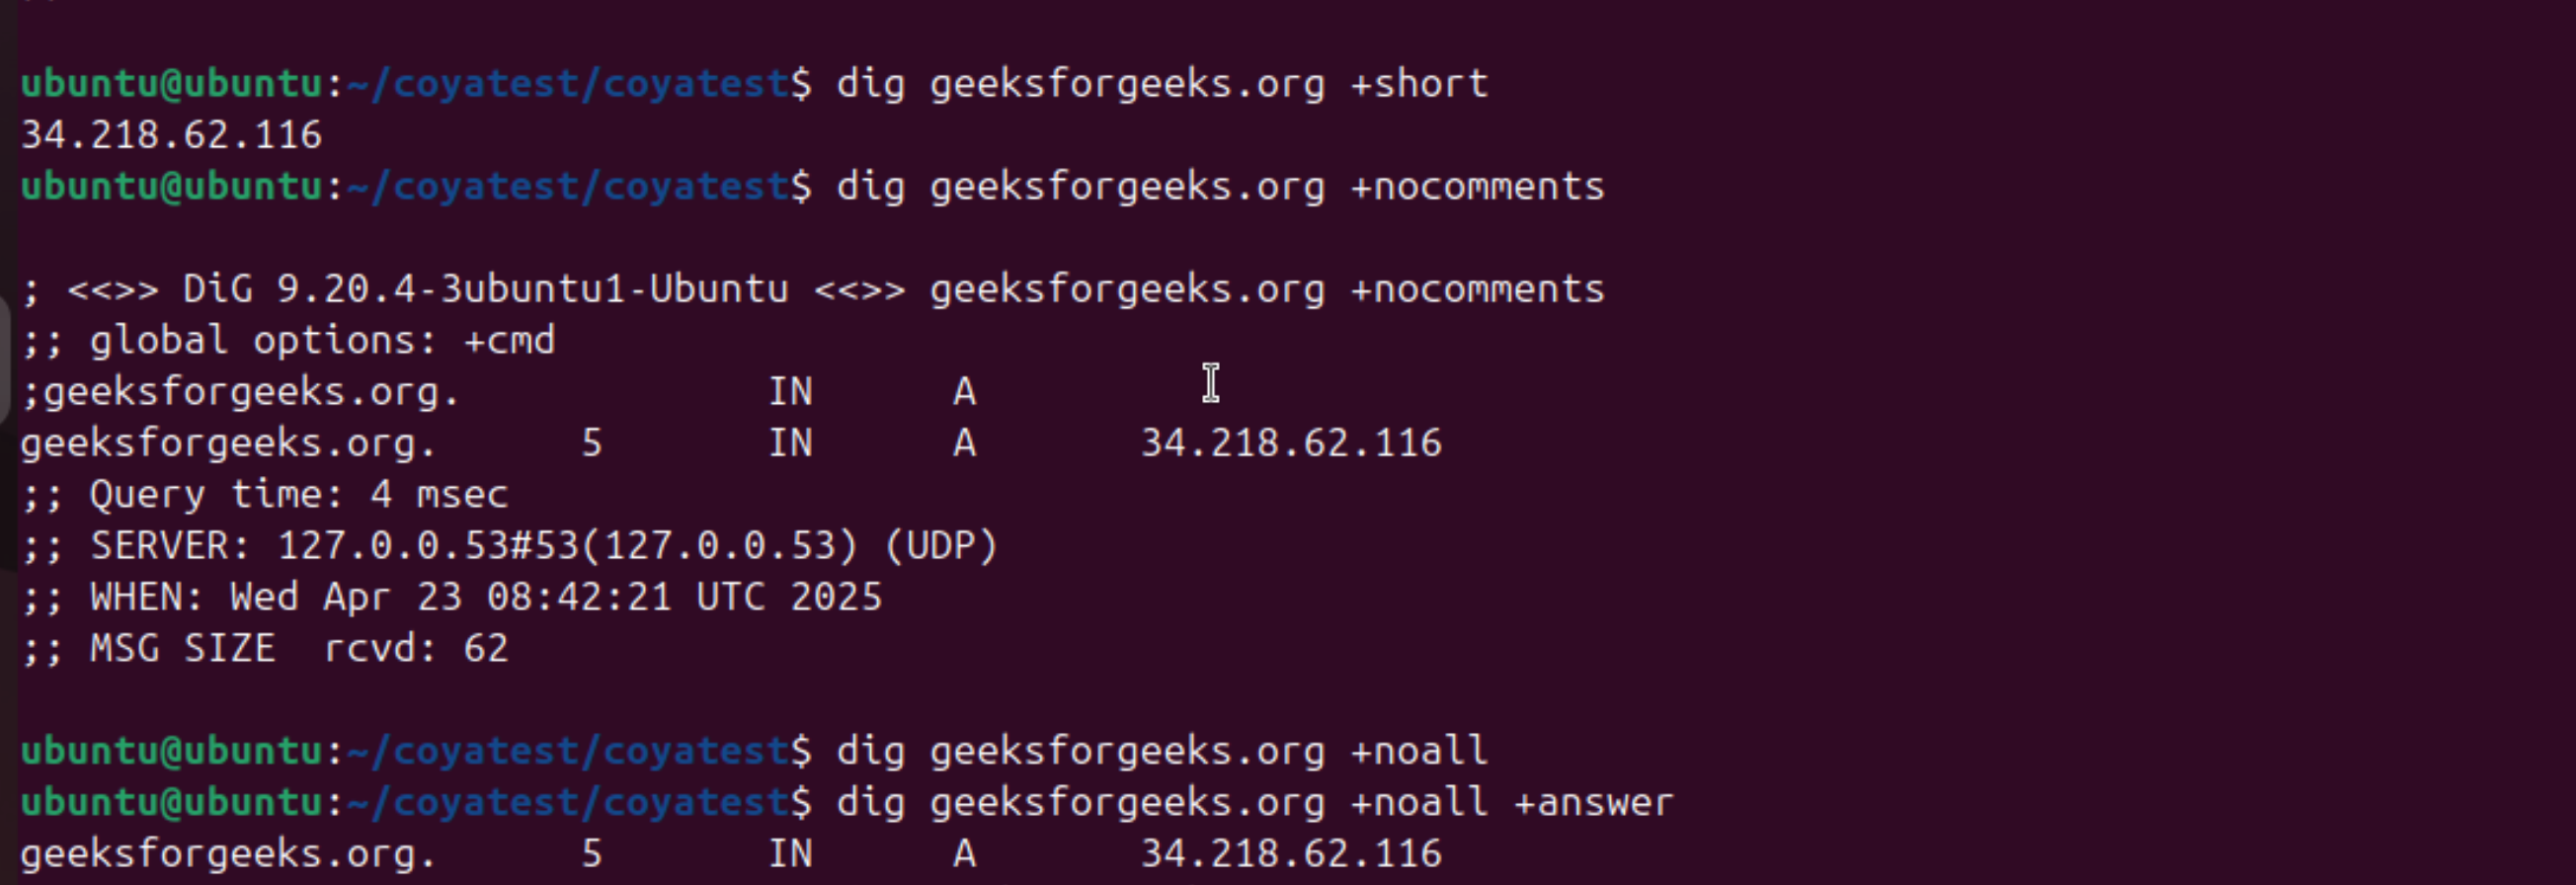 ubuntu@ubuntu:~/coyatest/coyatest$ dig geeksforgeeks.org +short
34.218.62.116
ubuntu@ubuntu:~/coyatest/coyatest$ dig geeksforgeeks.org +nocomments
; <<>> DiG 9.20.4-3ubuntu1-Ubuntu <<>> geeksforgeeks.org +nocomments
;; global options: +cmd
;geeksforgeeks.org. IN A
geeksforgeeks.org. 5 IN A 34.218.62.116
;; Query time: 4 msec
;; SERVER: 127.0.0.53#53(127.0.0.53) (UDP)
;; WHEN: Wed Apr 23 08:42:21 UTC 2025
;; MSG SIZE  rcvd: 62
ubuntu@ubuntu:~/coyatest/coyatest$ dig geeksforgeeks.org +noall
ubuntu@ubuntu:~/coyatest/coyatest$ dig geeksforgeeks.org +noall +answer
geeksforgeeks.org. 5 IN A 34.218.62.116